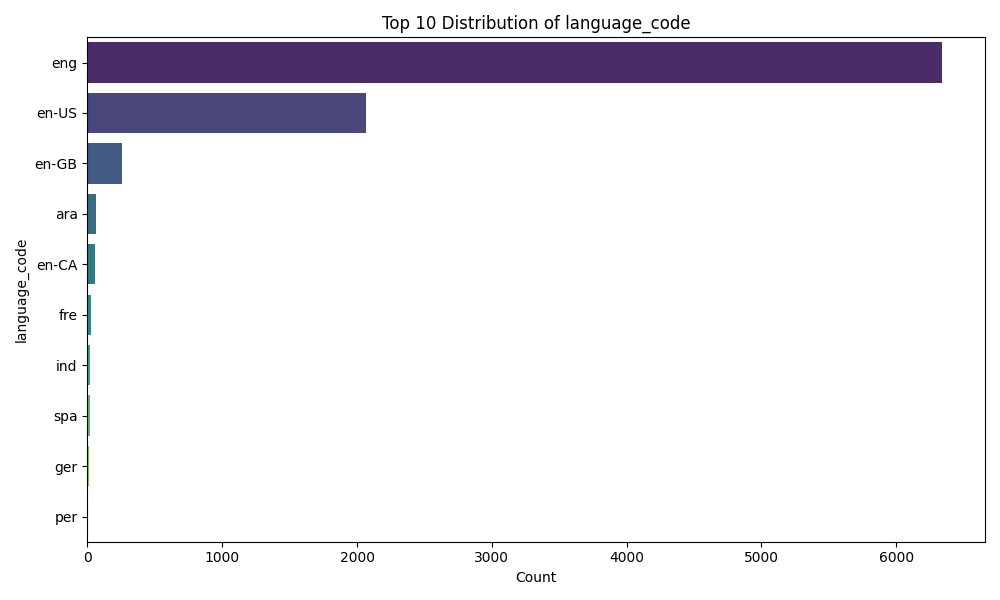 Top 10 Distribution of language_code
eng
en-US
en-GB
ara
en-CA
fre
ind
spa
ger
per
language_code
0 1000 2000 3000 4000 5000 6000
Count